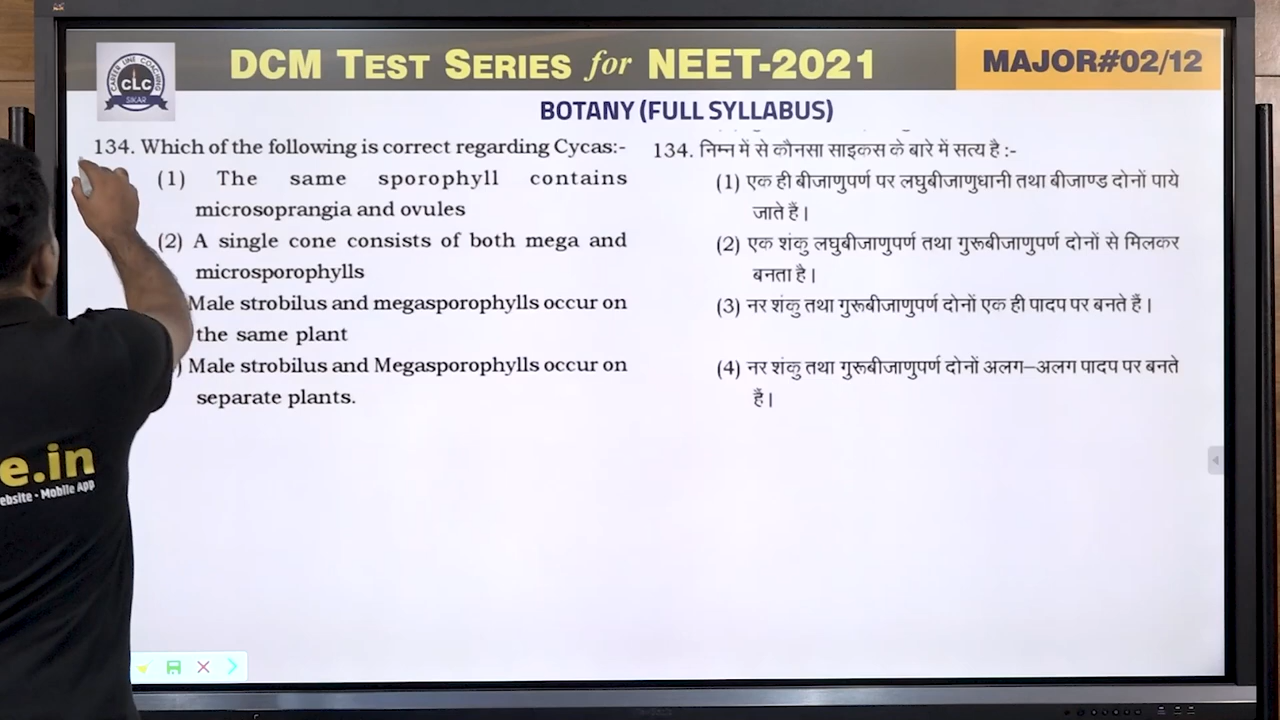 DCM TEST SERIES for NEET-2021
MAJOR#02/12
CAREER LINE COACHING
CLC
SIKAR
BOTANY (FULL SYLLABUS)
134. Which of the following is correct regarding Cycas:-
(1) The same sporophyll contains
microsoprangia and ovules
(2) A single cone consists of both mega and
microsporophylls
Male strobilus and megasporophylls occur on
the same plant
) Male strobilus and Megasporophylls occur on
separate plants.
134. निम्न में से कौनसा साइकस के बारे में सत्य है :-
(1) एक ही बीजाणुपर्ण पर लघुबीजाणुधानी तथा बीजाण्ड दोनों पाये
जाते हैं।
(2) एक शंकु लघुबीजाणुपर्ण तथा गुरूबीजाणुपर्ण दोनों से मिलकर
बनता है।
(3) नर शंकु तथा गुरूबीजाणुपर्ण दोनों एक ही पादप पर बनते हैं।
(4) नर शंकु तथा गुरूबीजाणुपर्ण दोनों अलग–अलग पादप पर बनते
हैं।
e.in
ebsite • Mobile App